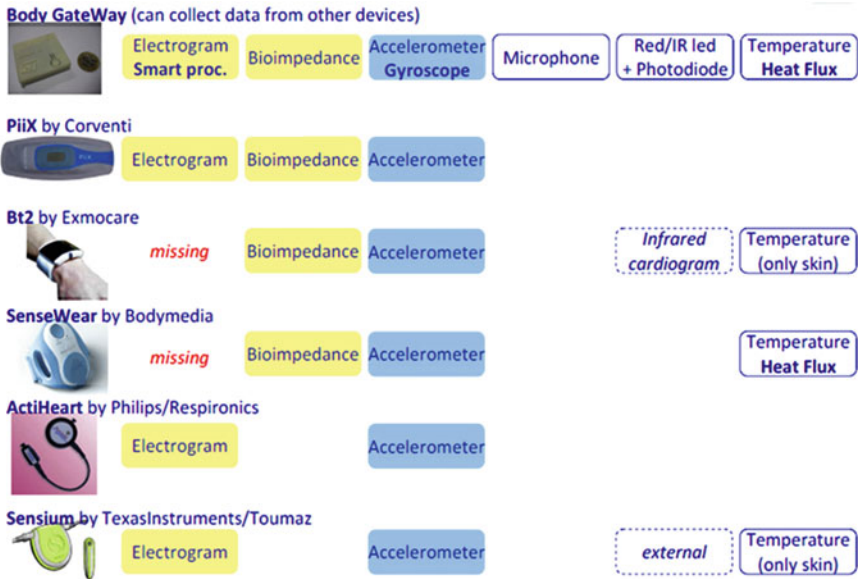 Body GateWay (can collect data from other devices)
Electrogram
Smart proc.
Bioimpedance
Accelerometer
Gyroscope
Microphone
Red/IR led
+ Photodiode
Temperature
Heat Flux
PiiX by Corventi
Electrogram
Bioimpedance
Accelerometer
Bt2 by Exmocare
missing
Bioimpedance
Accelerometer
Infrared
cardiogram
Temperature
(only skin)
SenseWear by Bodymedia
missing
Bioimpedance
Accelerometer
Temperature
Heat Flux
ActiHeart by Philips/Respironics
Electrogram
Accelerometer
Sensium by TexasInstruments/Toumaz
Electrogram
Accelerometer
external
Temperature
(only skin)